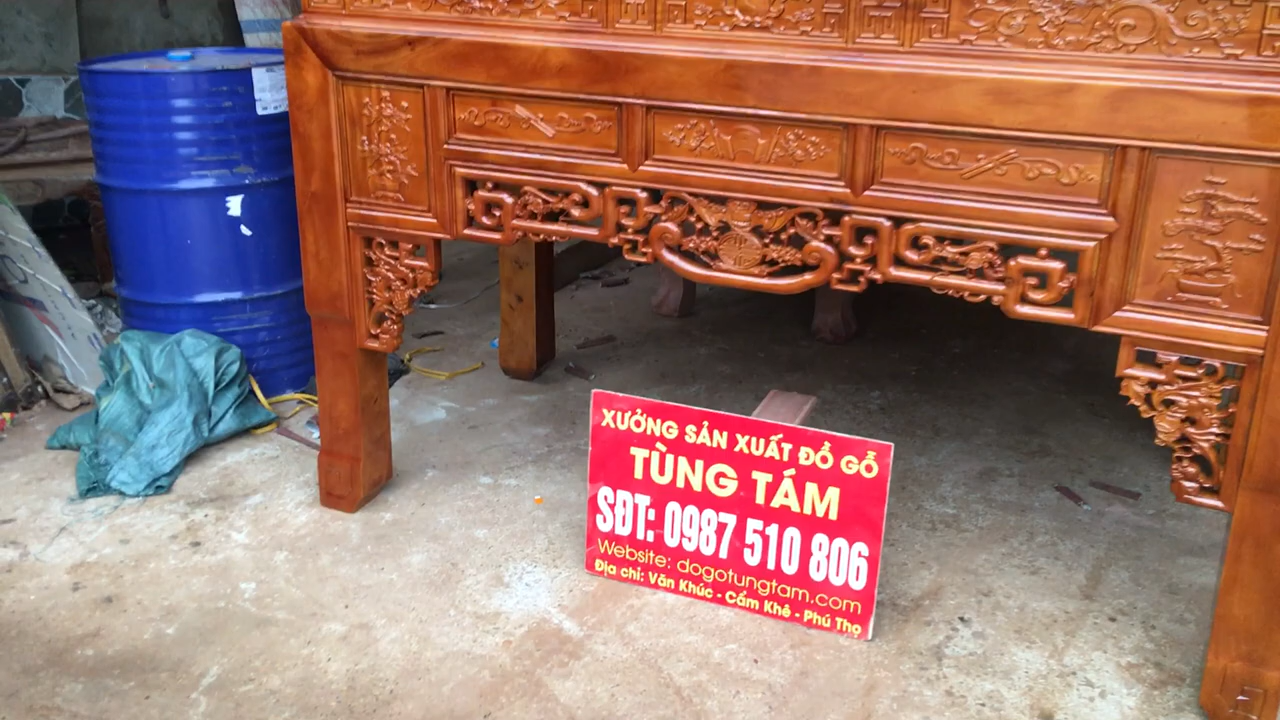 XƯỞNG SẢN XUẤT ĐỒ GỖ
TÙNG TÁM
SĐT: 0987 510 806
Website: dogotungtam.com
Địa chỉ: Văn Khúc - Cẩm Khê - Phú Thọ